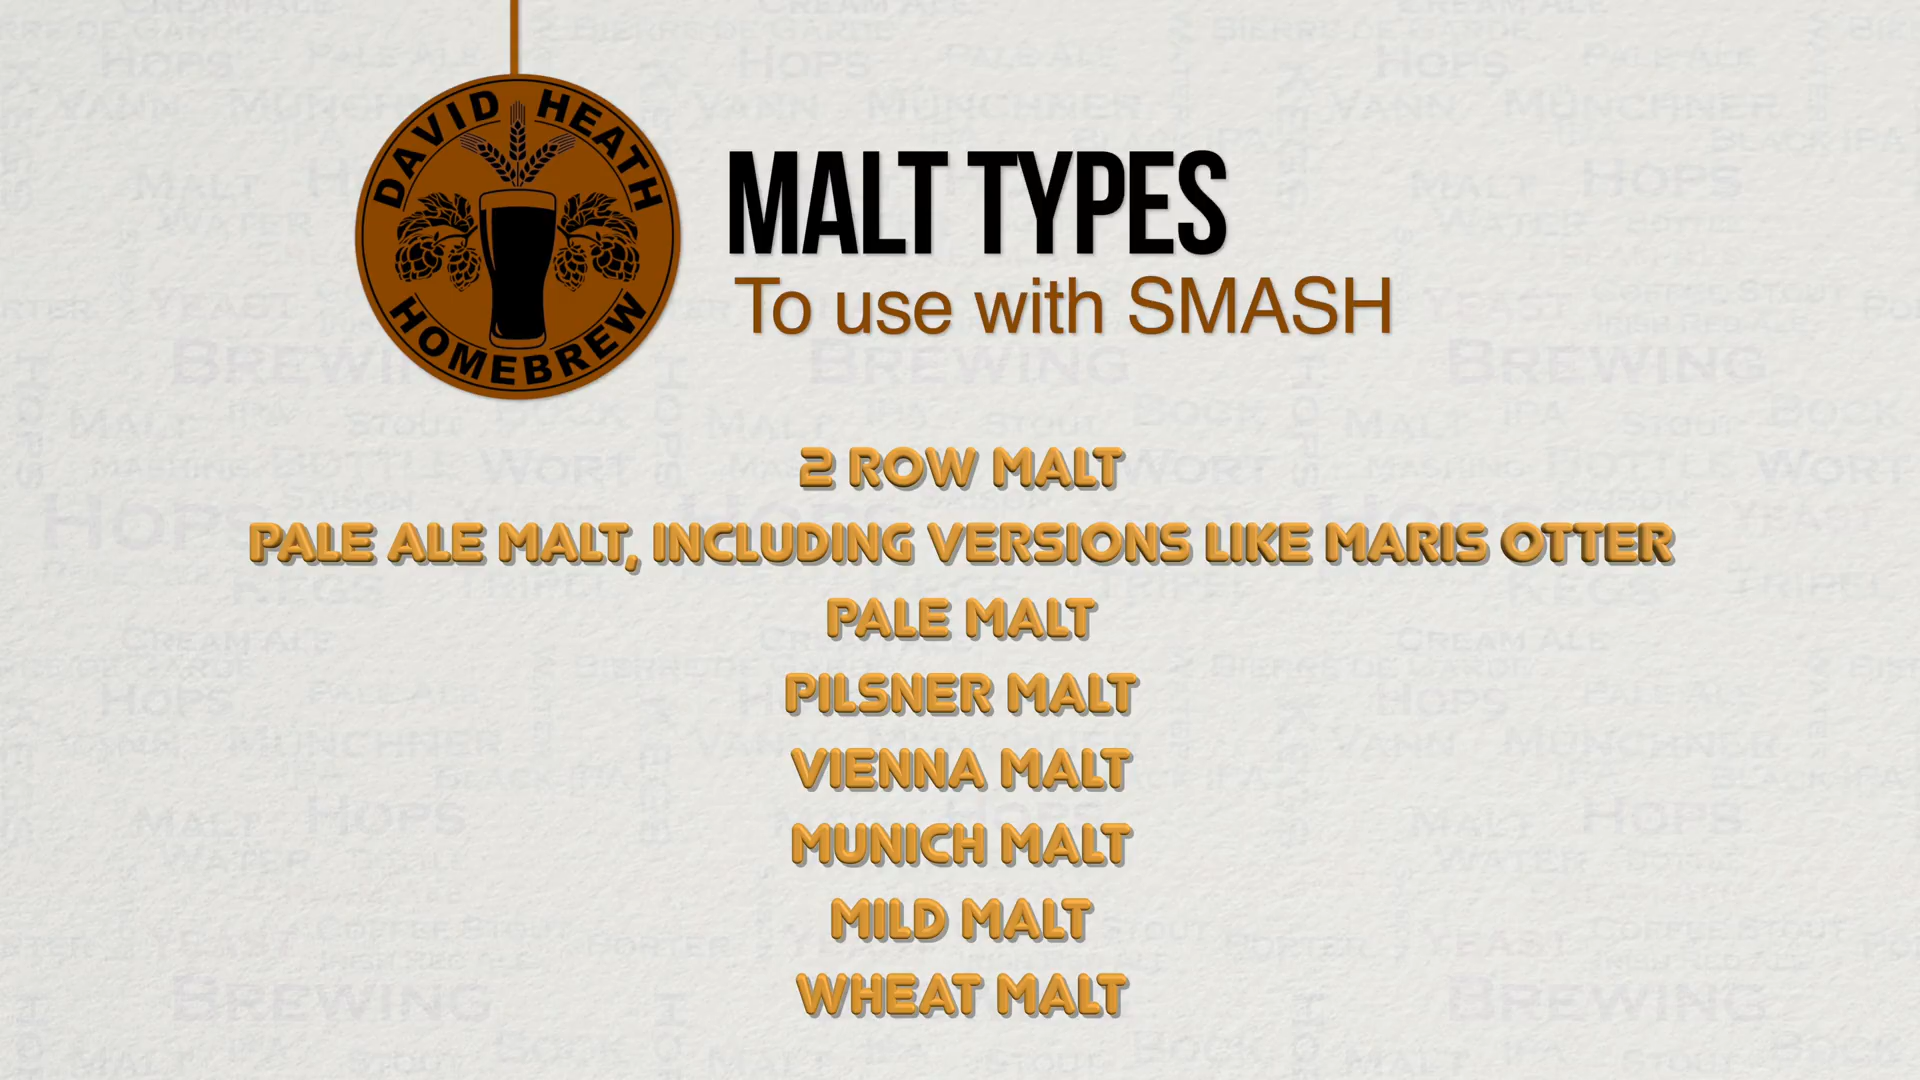 DAVID HEATH
HOMEBREW
MALT TYPES
To use with SMASH
2 ROW MALT
PALE ALE MALT, INCLUDING VERSIONS LIKE MARIS OTTER
PALE MALT
PILSNER MALT
VIENNA MALT
MUNICH MALT
MILD MALT
WHEAT MALT